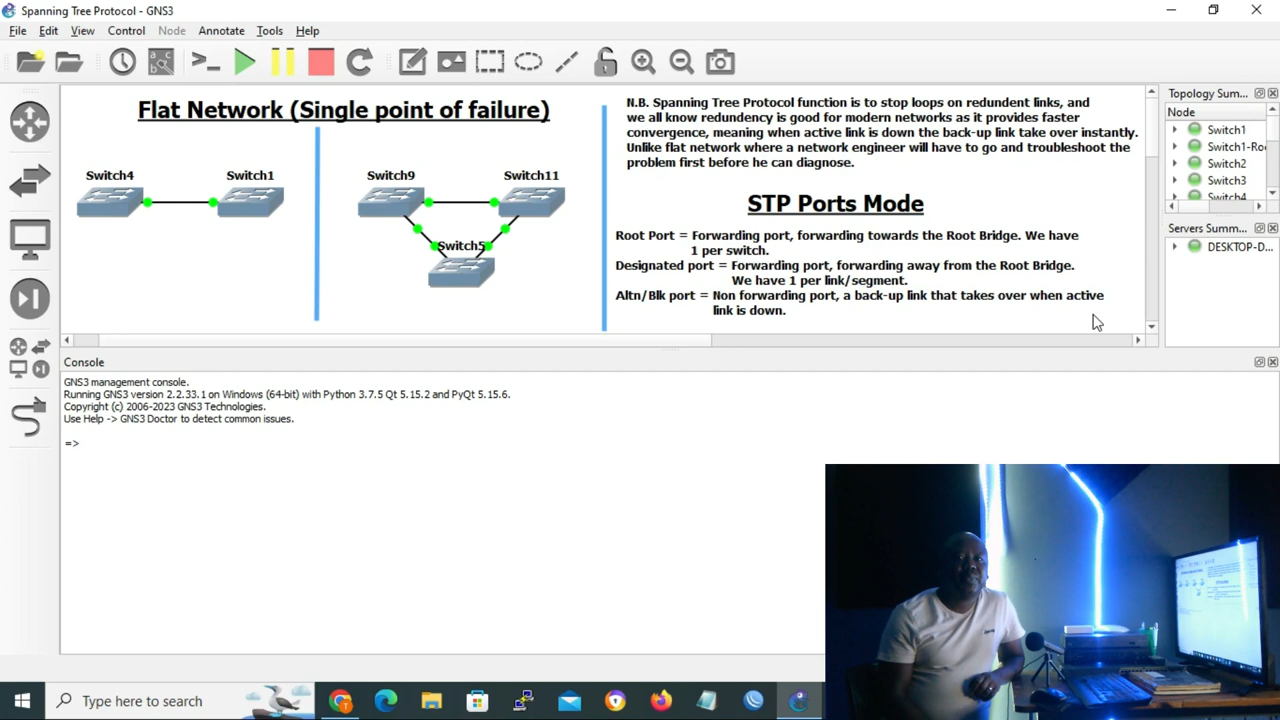 Spanning Tree Protocol - GNS3
File Edit View Control Node Annotate Tools Help
Flat Network (Single point of failure)
Switch4
Switch1
Switch9
Switch11
Switch5
N.B. Spanning Tree Protocol function is to stop loops on redundent links, and
we all know redundency is good for modern networks as it provides faster
convergence, meaning when active link is down the back-up link take over instantly.
Unlike flat network where a network engineer will have to go and troubleshoot the
problem first before he can diagnose.
STP Ports Mode
Root Port = Forwarding port, forwarding towards the Root Bridge. We have
1 per switch.
Designated port = Forwarding port, forwarding away from the Root Bridge.
We have 1 per link/segment.
Altn/Blk port = Non forwarding port, a back-up link that takes over when active
link is down.
Topology Sum...
Node
Switch1
Switch1-Roo
Switch2
Switch3
Switch4
Servers Summ...
DESKTOP-D...
Console
GNS3 management console.
Running GNS3 version 2.2.33.1 on Windows (64-bit) with Python 3.7.5 Qt 5.15.2 and PyQt 5.15.6.
Copyright (c) 2006-2023 GNS3 Technologies.
Use Help -> GNS3 Doctor to detect common issues.
=>
Type here to search